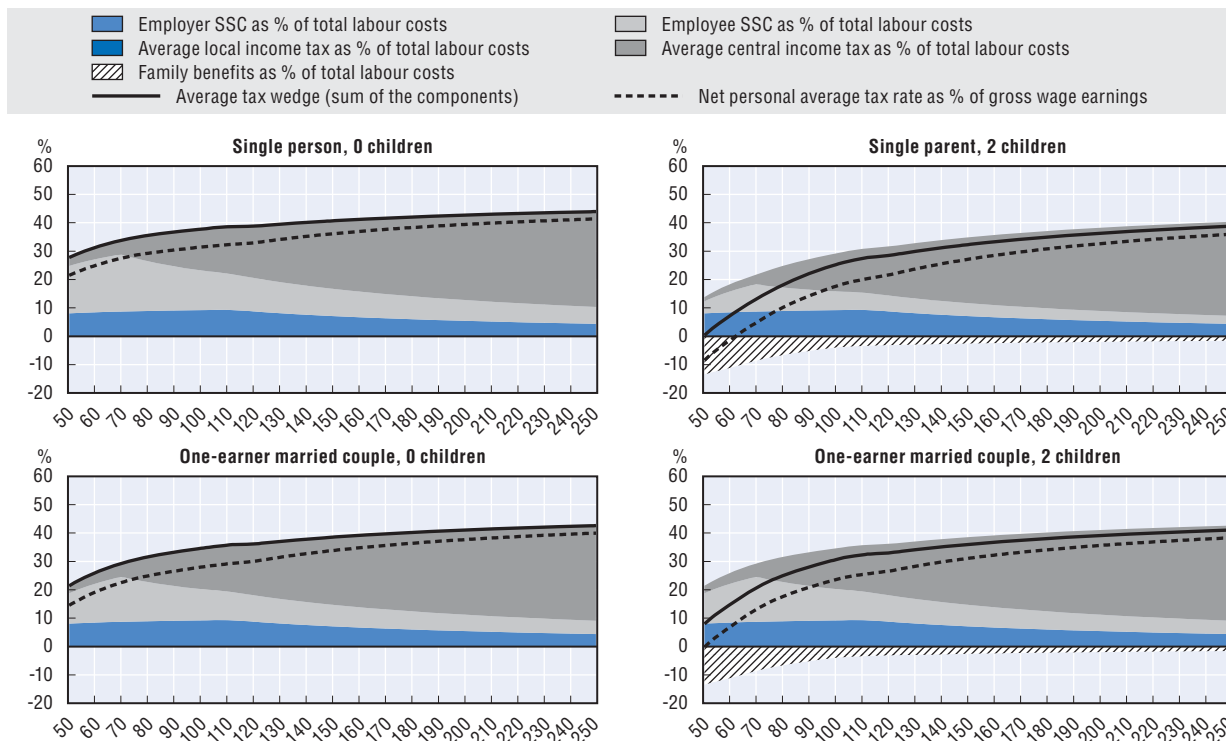 Employer SSC as % of total labour costs
Employee SSC as % of total labour costs
Average local income tax as % of total labour costs
Average central income tax as % of total labour costs
Family benefits as % of total labour costs
Average tax wedge (sum of the components)
Net personal average tax rate as % of gross wage earnings
%
Single person, 0 children
60
50
40
30
20
10
0
-10
-20
50 60 70 80 90 100 110 120 130 140 150 160 170 180 190 200 210 220 230 240 250
%
Single parent, 2 children
60
50
40
30
20
10
0
-10
-20
50 60 70 80 90 100 110 120 130 140 150 160 170 180 190 200 210 220 230 240 250
%
One-earner married couple, 0 children
60
50
40
30
20
10
0
-10
-20
50 60 70 80 90 100 110 120 130 140 150 160 170 180 190 200 210 220 230 240 250
%
One-earner married couple, 2 children
60
50
40
30
20
10
0
-10
-20
50 60 70 80 90 100 110 120 130 140 150 160 170 180 190 200 210 220 230 240 250